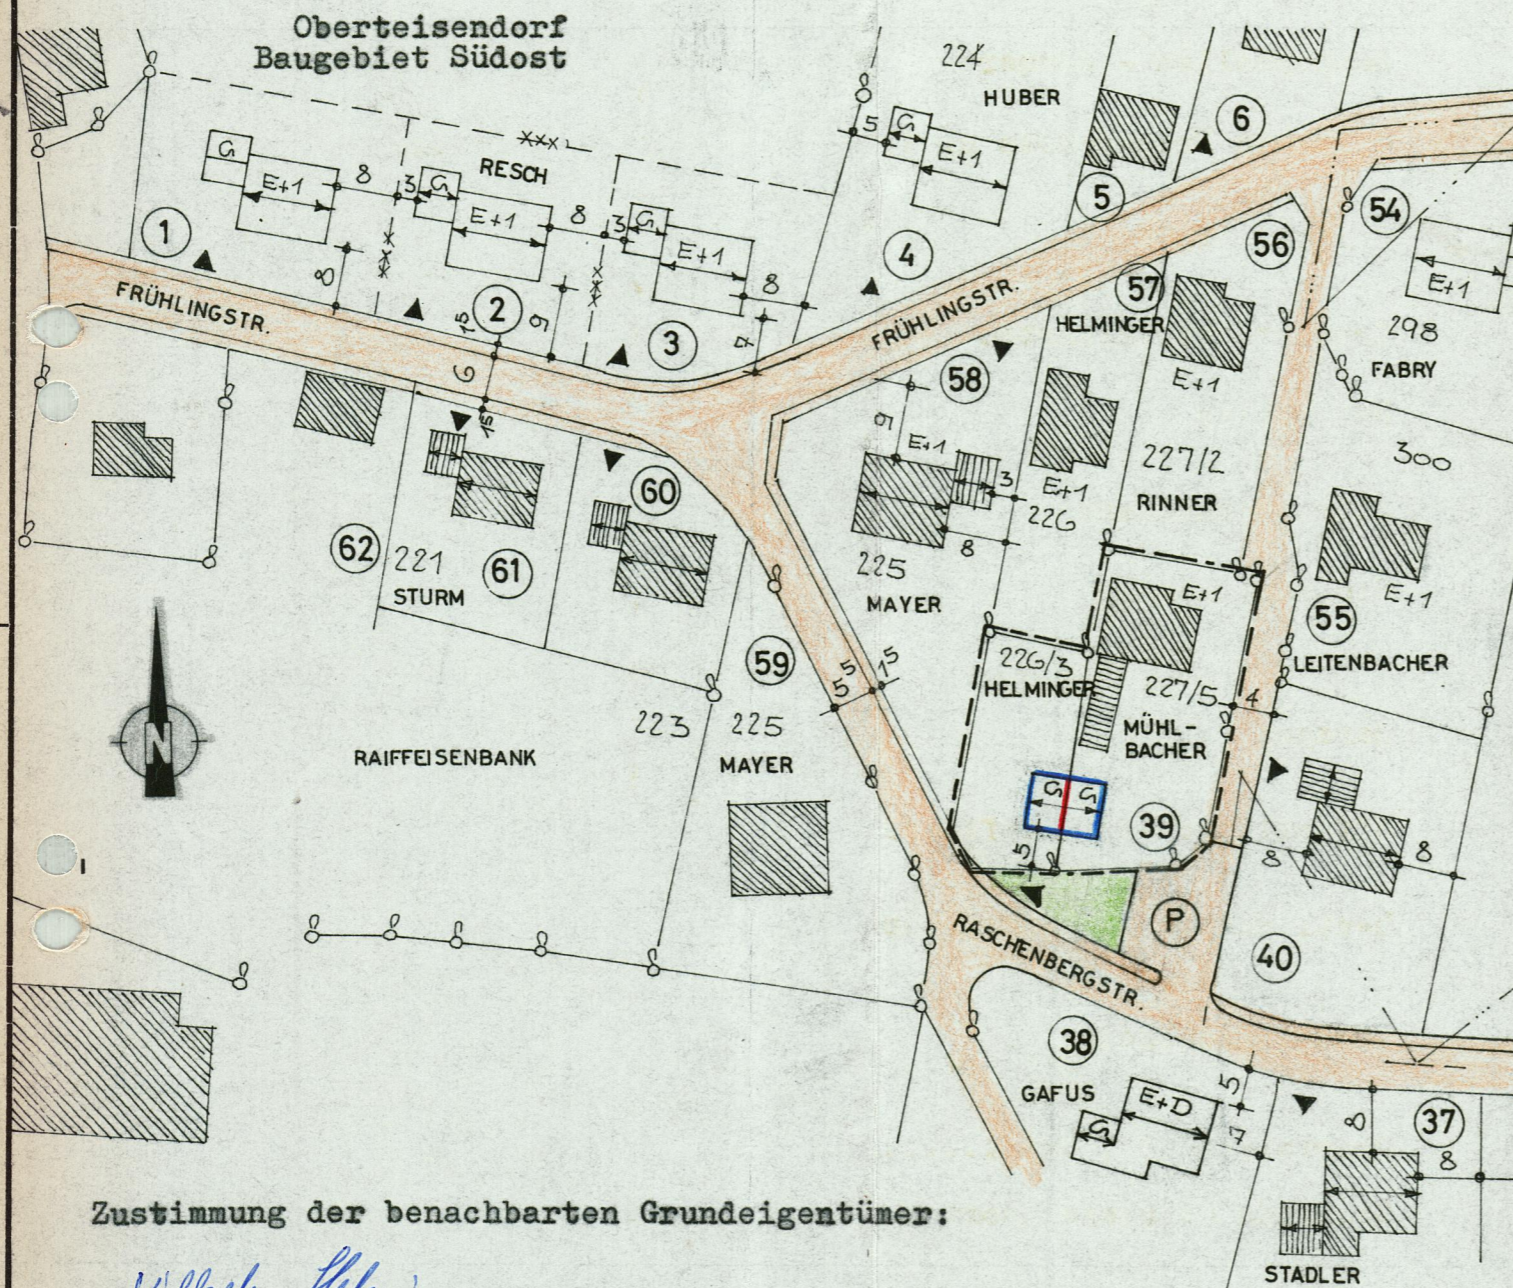 Oberteisendorf
Baugebiet Südost
224
HUBER
6
G
E+1
8
3
G
E+1
RESCH
8
3
G
E+1
8
5
G
E+1
5
54
E+1
1
8
FRÜHLINGSTR.
2
15
6
15
9
3
7
4
FRÜHLINGSTR.
56
57
HELMINGER
E+1
298
FABRY
58
9
E+1
3
8
E+1
226
227/2
RINNER
300
62
221
STURM
61
60
225
MAYER
E+1
E+1
55
LEITENBACHER
59
5
5
15
226/3
HELMINGER
227/5
4
MÜHL-
BACHER
N
RAIFFEISENBANK
223
225
MAYER
G
G
5
39
8
8
P
40
RASCHENBERGSTR.
38
GAFUS
E+D
G
5
7
8
37
8
STADLER
Zustimmung der benachbarten Grundeigentümer: